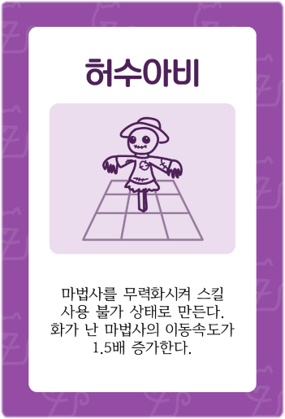 허수아비
마법사를 무력화시켜 스킬
사용 불가 상태로 만든다.
화가 난 마법사의 이동속도가
1.5배 증가한다.